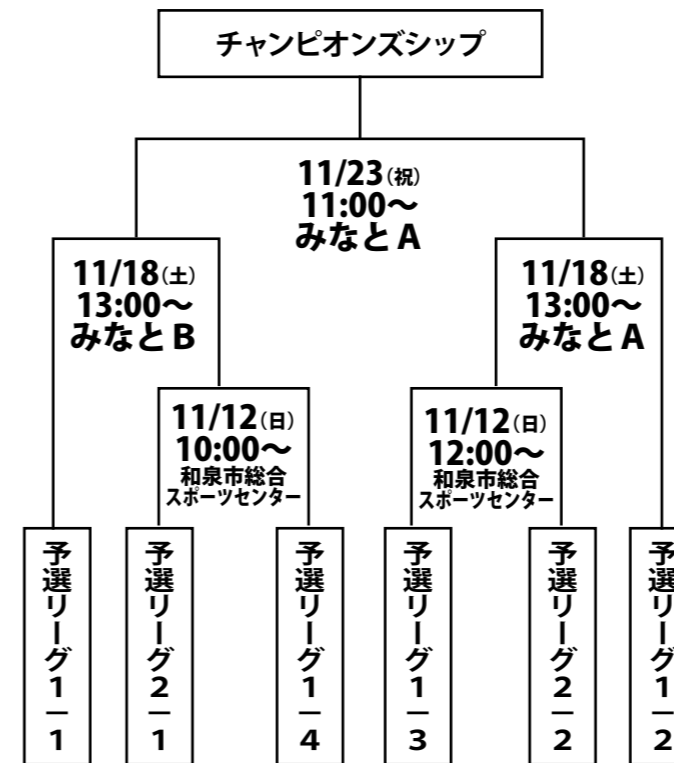 チャンピオンズシップ
11/23(祝)
11:00～
みなとA
11/18(土)
13:00～
みなとB
11/18(土)
13:00～
みなとA
11/12(日)
10:00～
和泉市総合
スポーツセンター
11/12(日)
12:00～
和泉市総合
スポーツセンター
予選リーグ1ー1
予選リーグ2ー1
予選リーグ1ー4
予選リーグ1ー3
予選リーグ2ー2
予選リーグ1ー2